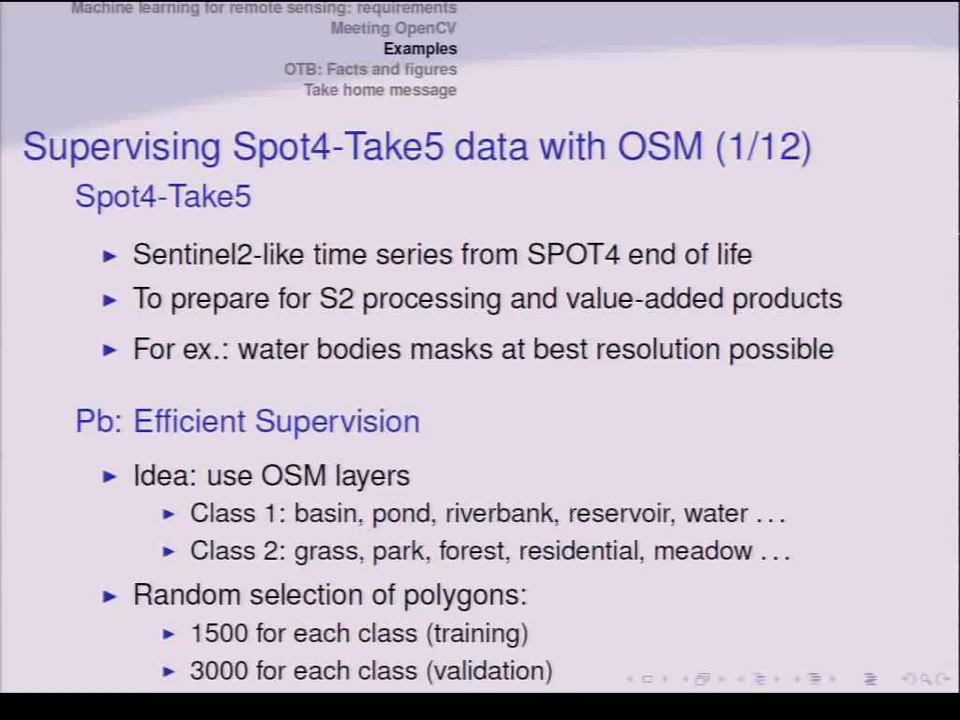 Machine learning for remote sensing: requirements
Meeting OpenCV
Examples
OTB: Facts and figures
Take home message
Supervising Spot4-Take5 data with OSM (1/12)
Spot4-Take5
Sentinel2-like time series from SPOT4 end of life
To prepare for S2 processing and value-added products
For ex.: water bodies masks at best resolution possible
Pb: Efficient Supervision
Idea: use OSM layers
Class 1: basin, pond, riverbank, reservoir, water ...
Class 2: grass, park, forest, residential, meadow ...
Random selection of polygons:
1500 for each class (training)
3000 for each class (validation)